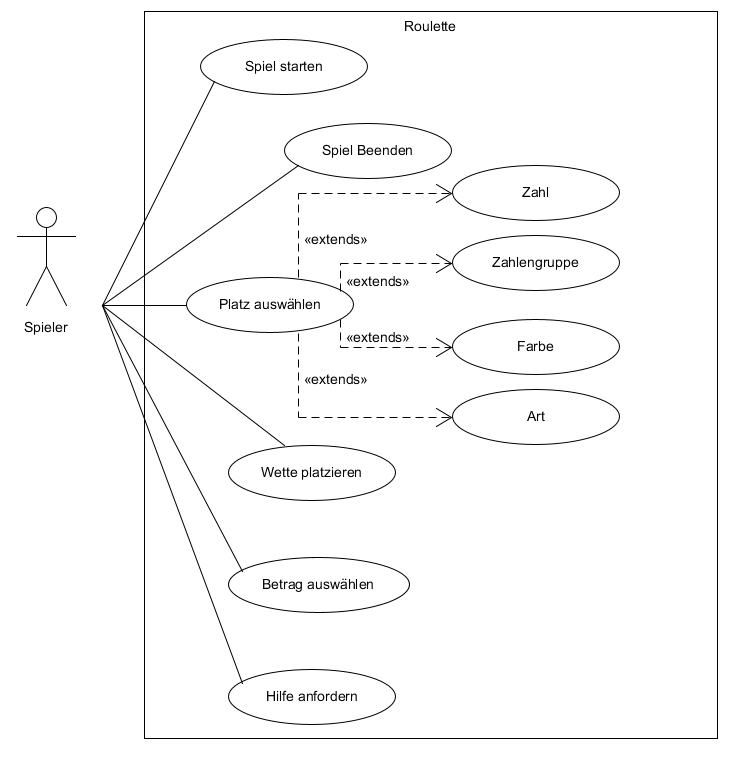 Roulette
Spiel starten
Spiel Beenden
Zahl
«extends»
Zahlengruppe
«extends»
Platz auswählen
Spieler
«extends»
Farbe
«extends»
Art
Wette platzieren
Betrag auswählen
Hilfe anfordern